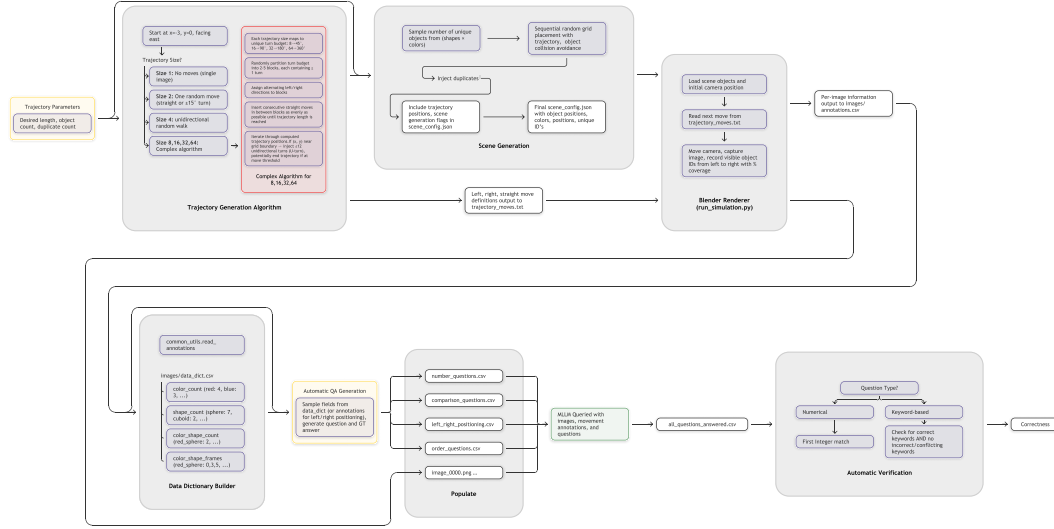 Trajectory Parameters
Desired length, object
count, duplicate count
Start at x=-3, y=0, facing
east
Trajectory Size?
Size 1: No moves (single
image)
Size 2: One random move
(straight or ±15° turn)
Size 4: unidirectional
random walk
Size 8,16,32,64:
Complex algorithm
Each trajectory size maps to
unique turn budget: 8→45°,
16→90°, 32→180°, 64→360°
Randomly partition turn budget
into 2-5 blocks, each containing ≥
1 turn
Assign alternating left/right
directions to blocks
Insert consecutive straight moves
in between blocks as evenly as
possible until trajectory length is
reached
Iterate through computed
trajectory positions if (x, y) near
grid boundary → inject ≤12
unidirectional turns (U-turn),
potentially end trajectory if at
move threshold
Complex Algorithm for
8,16,32,64
Trajectory Generation Algorithm
Sample number of unique
objects from (shapes ×
colors)
Sequential random grid
placement with
trajectory, object
collision avoidance
Inject duplicates
Include trajectory
positions, scene
generation flags in
scene_config.json
Final scene_config.json
with object positions,
colors, positions, unique
ID's
Scene Generation
Left, right, straight move
definitions output to
trajectory_moves.txt
Load scene objects and
initial camera position
Read next move from
trajectory_moves.txt
Move camera, capture
image, record visible object
IDs from left to right with %
coverage
Blender Renderer
(run_simulation.py)
Per-image information
output to images/
annotations.csv
common_utils.read_
annotations
images/data_dict.csv
color_count (red: 4, blue:
3, ...)
shape_count (sphere: 7,
cuboid: 2, ...)
color_shape_count
(red_sphere: 2, ...)
color_shape_frames
(red_sphere: 0,3,5, ...)
Data Dictionary Builder
Automatic QA Generation
Sample fields from
data_dict (or annotations
for left/right positioning),
generate question and GT
answer
number_questions.csv
comparison_questions.csv
left_right_positioning.csv
order_questions.csv
image_0000.png ...
Populate
MLLM Queried with
images, movement
annotations, and
questions
all_questions_answered.csv
Question Type?
Numerical
Keyword-based
First Integer match
Check for correct
keywords AND no
incorrect/conflicting
keywords
Automatic Verification
Correctness